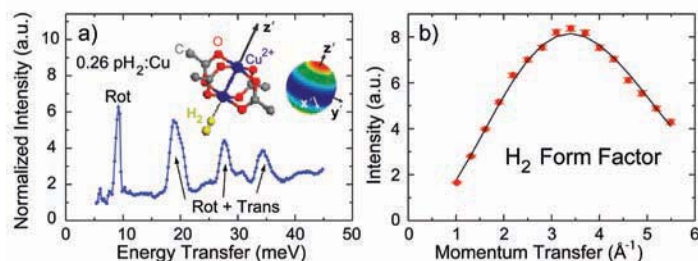 a)
0.26 pH2:Cu
Rot
C
O
Cu2+
H2
z'
z'
x'
y'
Rot + Trans
Normalized Intensity (a.u.)
0
2
4
6
8
10
12
0 10 20 30 40 50
Energy Transfer (meV)
b)
H2 Form Factor
Intensity (a.u.)
0
2
4
6
8
0 1 2 3 4 5 6
Momentum Transfer (Å-1)